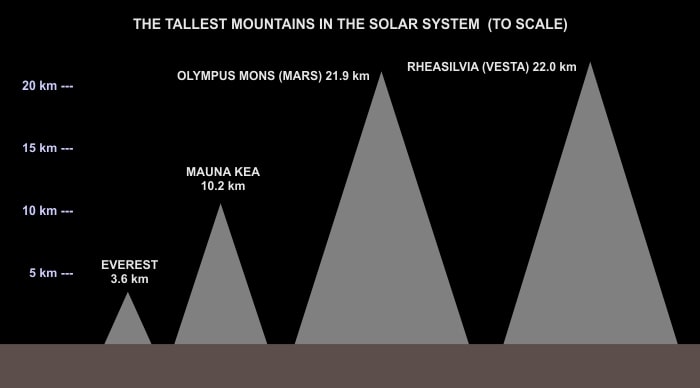 THE TALLEST MOUNTAINS IN THE SOLAR SYSTEM (TO SCALE)
RHEASILVIA (VESTA) 22.0 km
OLYMPUS MONS (MARS) 21.9 km
20 km ---
15 km ---
MAUNA KEA
10.2 km
10 km ---
EVEREST
3.6 km
5 km ---